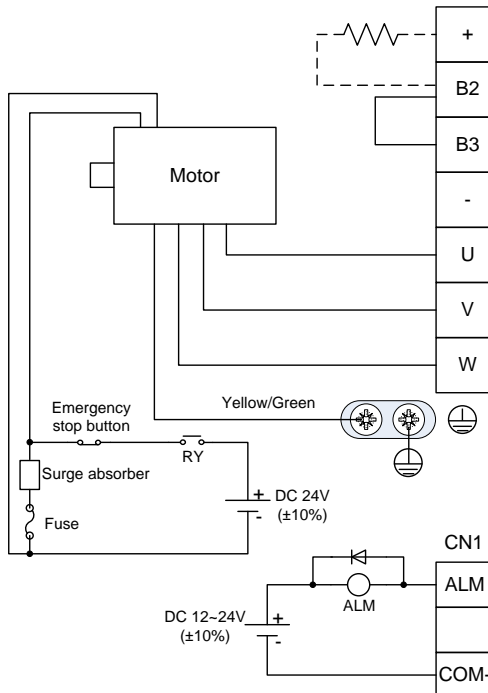 +
B2
B3
-
Motor
U
V
W
Yellow/Green
Emergency
stop button
RY
Surge absorber
+ DC 24V
- (±10%)
Fuse
CN1
ALM
ALM
DC 12~24V +
(±10%) -
COM-